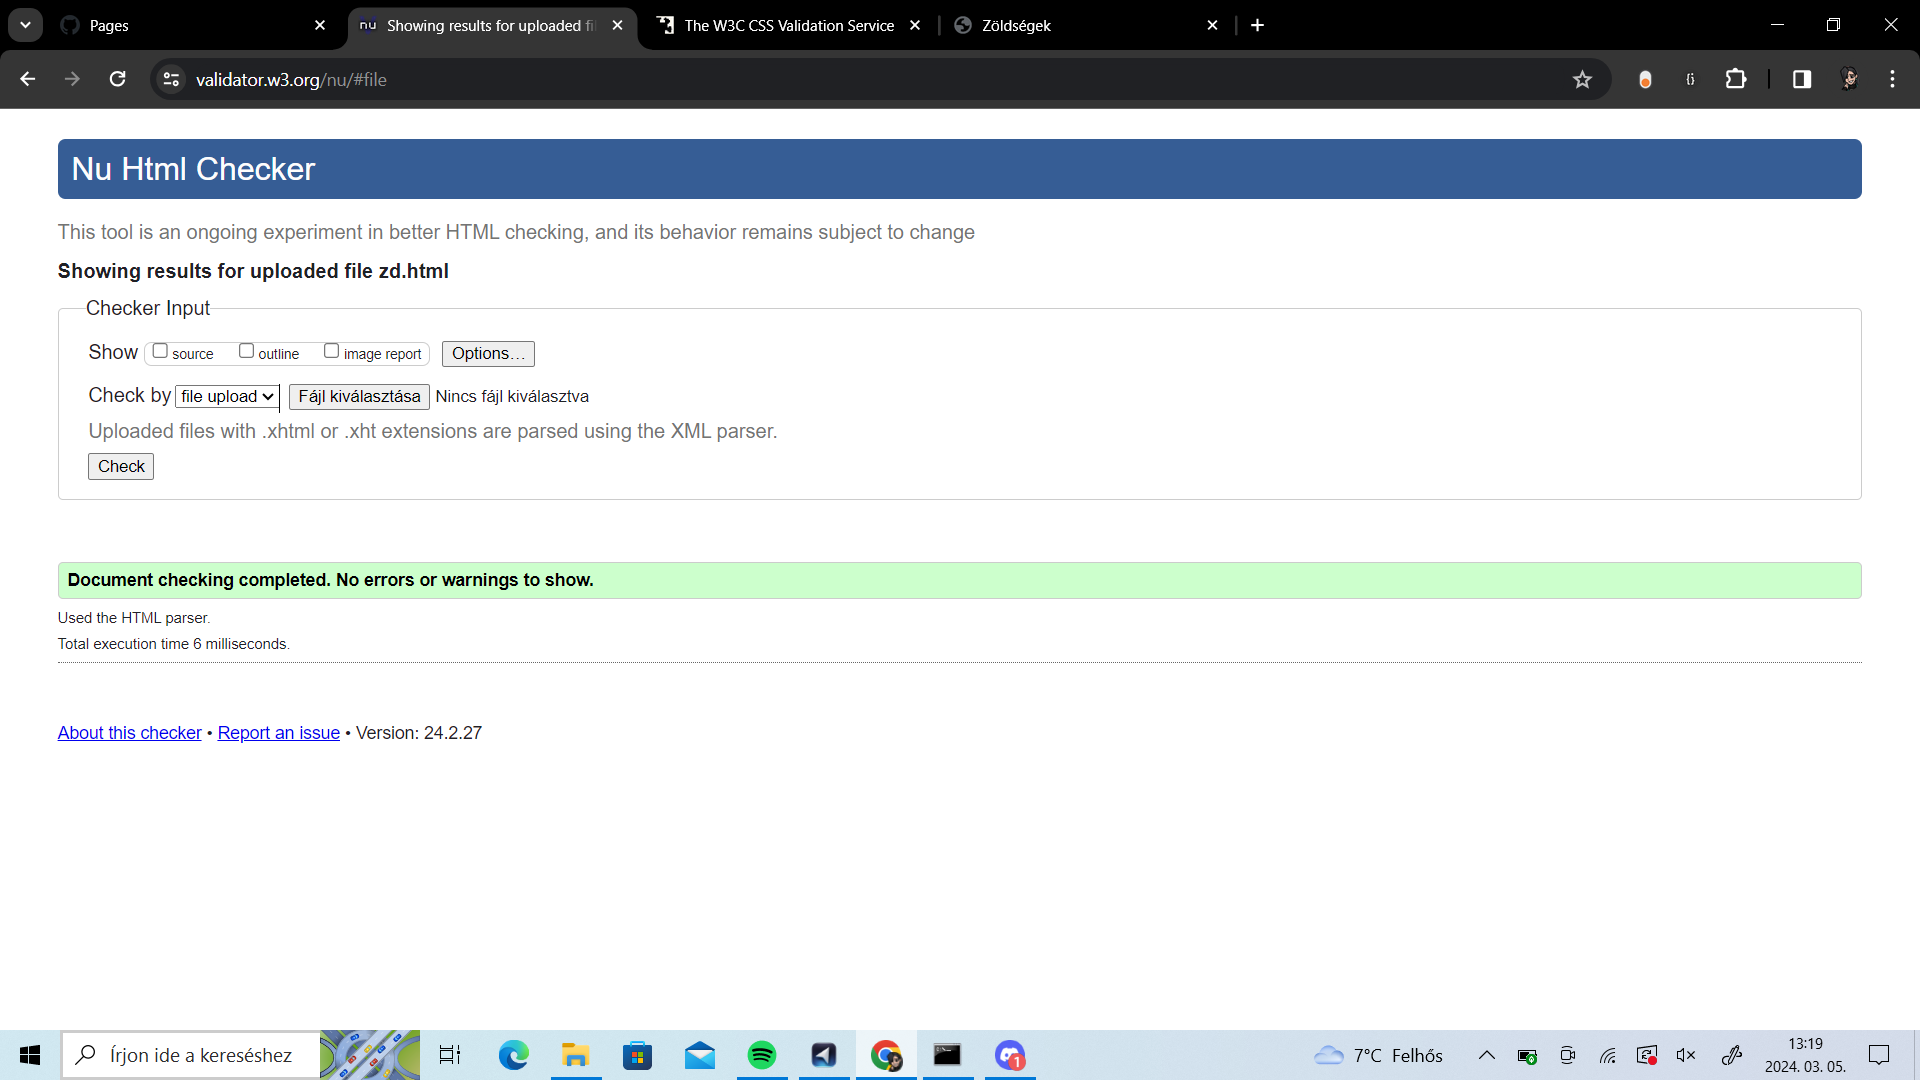 Pages
nu Showing results for uploaded fi
The W3C CSS Validation Service
Zöldségek
validator.w3.org/nu/#file
{}
Nu Html Checker
This tool is an ongoing experiment in better HTML checking, and its behavior remains subject to change
Showing results for uploaded file zd.html
Checker Input
Show source outline image report Options...
Check by file upload Fájl kiválasztása Nincs fájl kiválasztva
Uploaded files with .xhtml or .xht extensions are parsed using the XML parser.
Check
Document checking completed. No errors or warnings to show.
Used the HTML parser.
Total execution time 6 milliseconds.
About this checker • Report an issue • Version: 24.2.27
Írjon ide a kereséshez
1
7°C Felhős
13:19
2024. 03. 05.